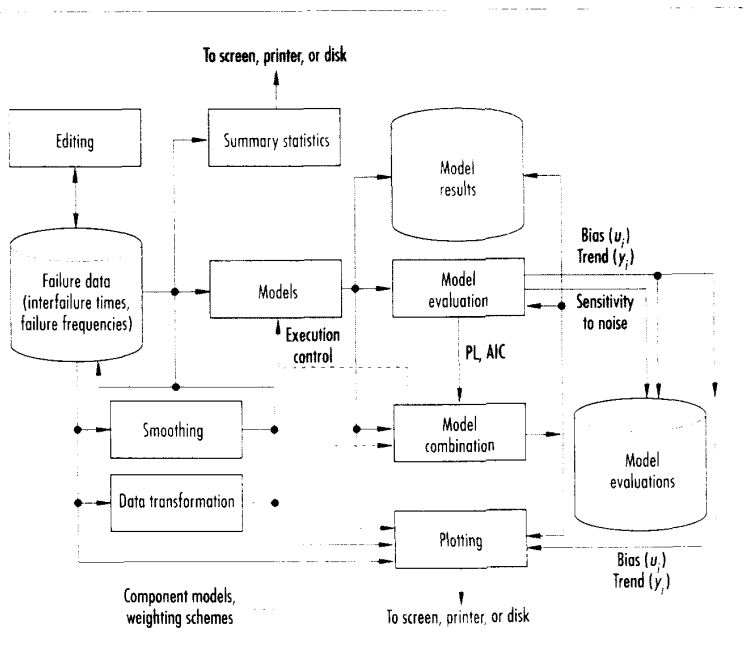 To screen, printer, or disk
Editing
Summary statistics
Model
results
Bias (u_i)
Trend (y_i)
Failure data
(interfailure times,
failure frequencies)
Models
Model
evaluation
Sensitivity
to noise
Execution
control
PL, AIC
Smoothing
Model
combination
Model
evaluations
Data transformation
Plotting
Bias (u_i)
Trend (y_i)
Component models,
weighting schemes
To screen, printer, or disk